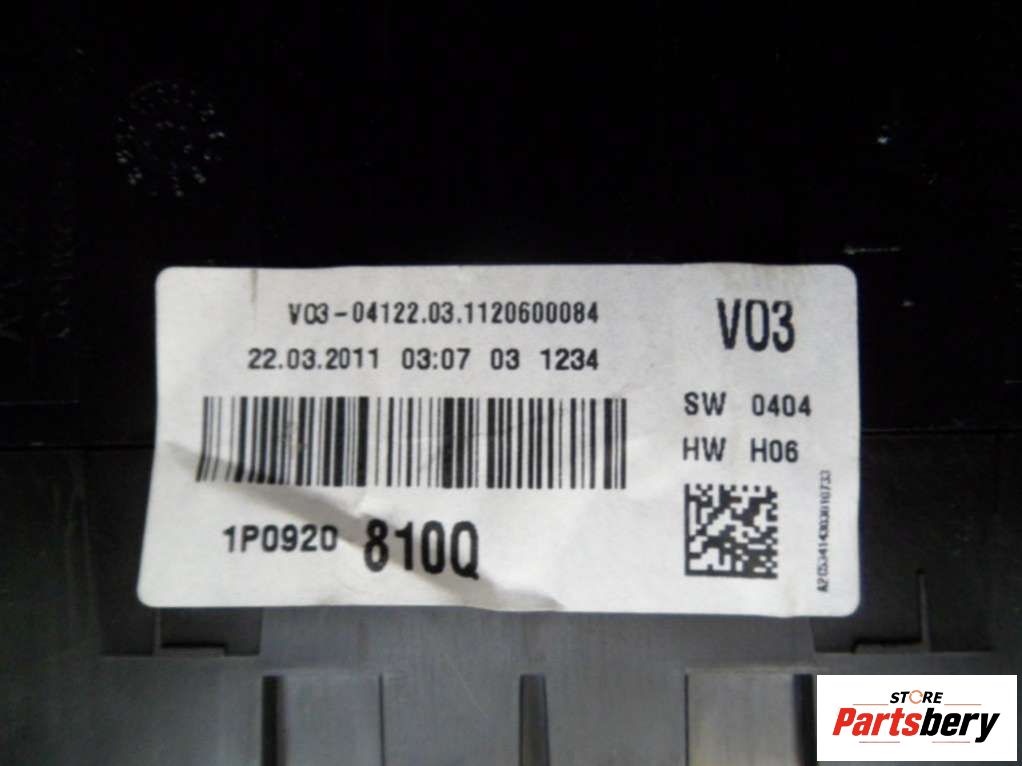 V03-04122.03.1120600084
22.03.2011 03:07 03 1234
V03
SW 0404
HW H06
1P0920 810Q
STORE
Partsbery